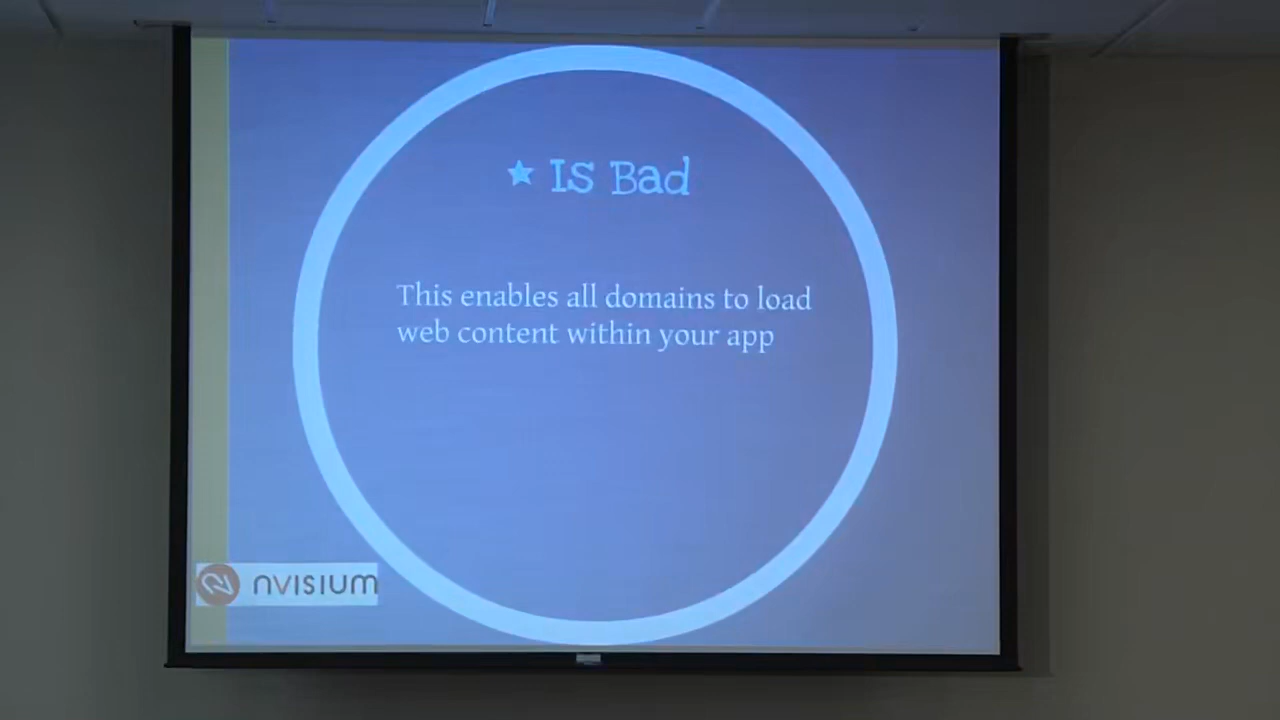 * Is Bad
This enables all domains to load
web content within your app
nVISIUM